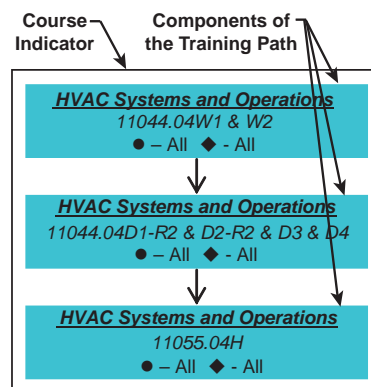 Course
Indicator
Components of
the Training Path
HVAC Systems and Operations
11044.04W1 & W2
● – All ◆ - All
HVAC Systems and Operations
11044.04D1-R2 & D2-R2 & D3 & D4
● – All ◆ - All
HVAC Systems and Operations
11055.04H
● – All ◆ - All